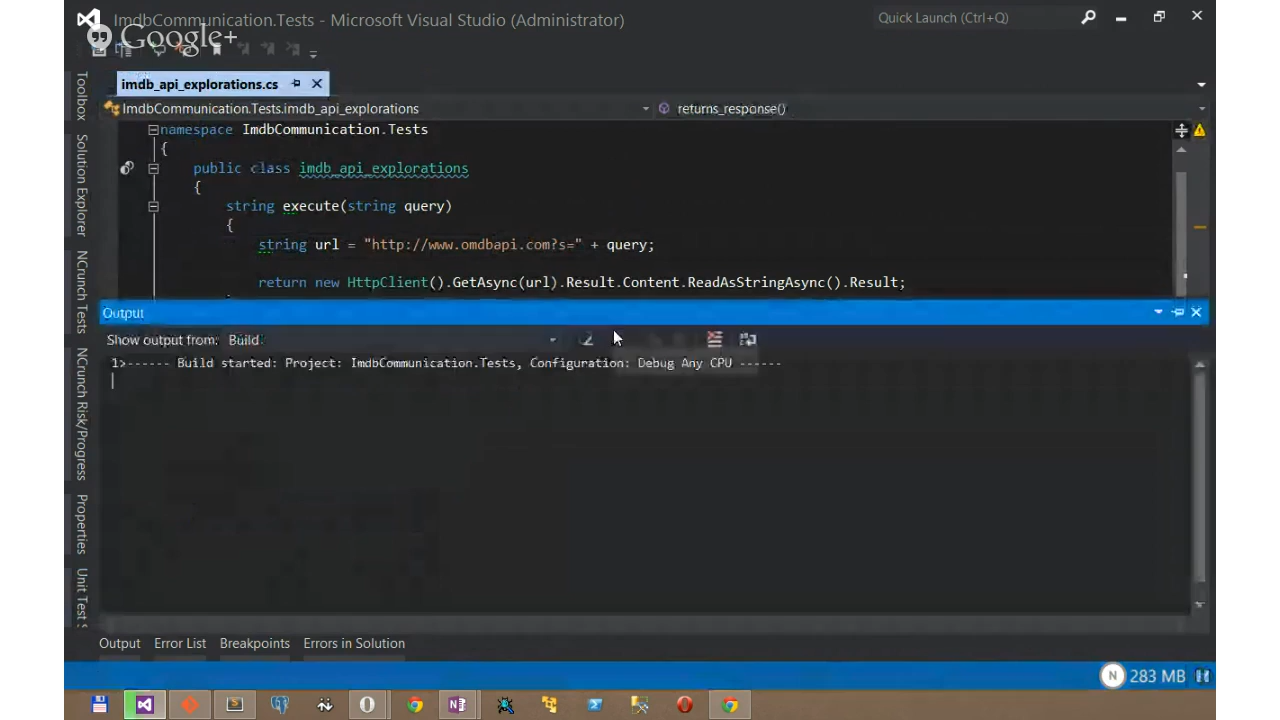 ImdbCommunication.Tests - Microsoft Visual Studio (Administrator)
Quick Launch (Ctrl+Q)
Google+
imdb_api_explorations.cs
ImdbCommunication.Tests.imdb_api_explorations
returns_response()
namespace ImdbCommunication.Tests
{
public class imdb_api_explorations
{
string execute(string query)
{
string url = "http://www.omdbapi.com?s=" + query;
return new HttpClient().GetAsync(url).Result.Content.ReadAsStringAsync().Result;
Output
Show output from: Build
1>------ Build started: Project: ImdbCommunication.Tests, Configuration: Debug Any CPU ------
Toolbox
Solution Explorer
NCrunch Tests
NCrunch Risk/Progress
Properties
Unit Test
Output Error List Breakpoints Errors in Solution
N 283 MB